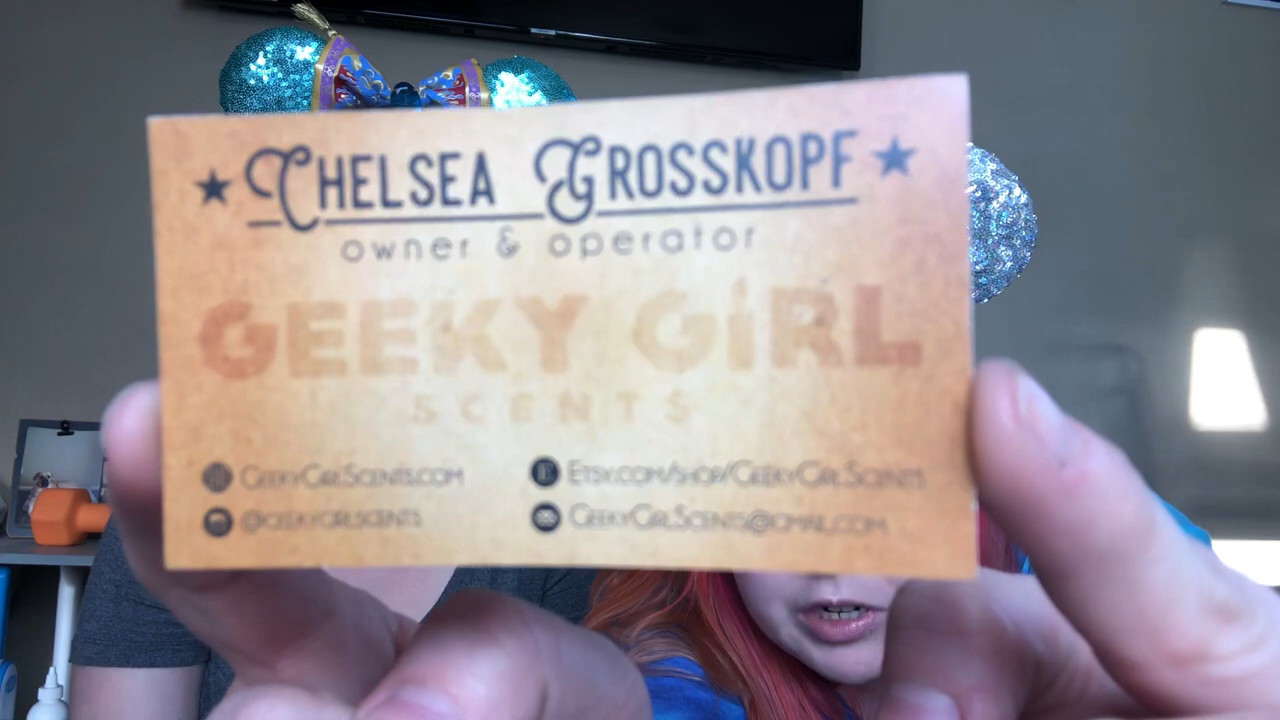 CHELSEA GROSSKOPF
owner & operator
GEEKY GIRL
SCENTS
GEEKYGIRLSCENTS.COM
ETSY.COM/SHOP/GEEKYGIRLSCENTS
@GEEKYGIRLSCENTS
GEEKYGIRLSCENTS@GMAIL.COM